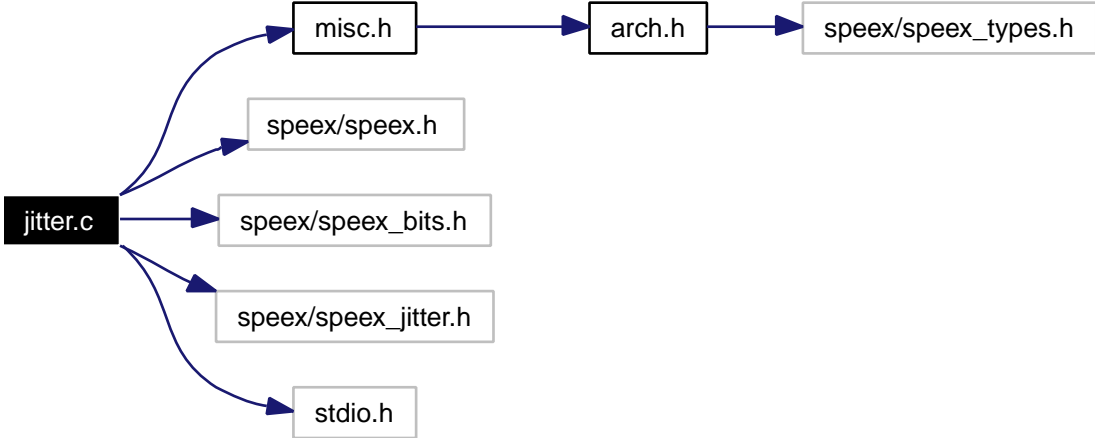 misc.h
arch.h
speex/speex_types.h
speex/speex.h
jitter.c
speex/speex_bits.h
speex/speex_jitter.h
stdio.h